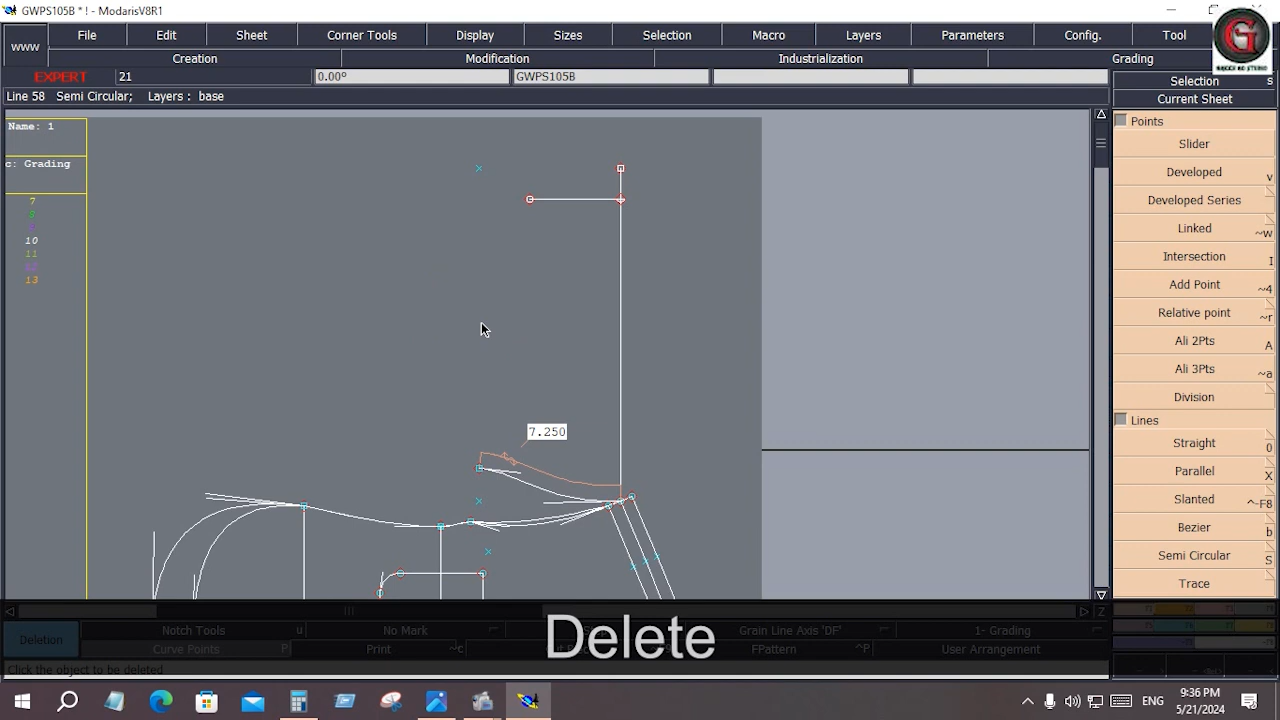 GWPS105B * ! - ModarisV8R1
www
File Edit Sheet Corner Tools Display Sizes Selection Macro Layers Parameters Config. Tool
Creation Modification Industrialization Grading
EXPERT 21 0.00º GWPS105B
Line 58 Semi Circular; Layers : base
G
Selection s
Current Sheet
Name: 1
c: Grading
7
10
11
13
7.250
Points
Slider
Developed v
Developed Series
Linked ~w
Intersection I
Add Point ~4
Relative point ~r
Ali 2Pts A
Ali 3Pts ~a
Division
Lines
Straight 0
Parallel X
Slanted ^~F8
Bezier b
Semi Circular S
Trace
Z
Deletion
Notch Tools u No Mark Grain Line Axis 'DF' 1- Grading
Curve Points P Print ~c FPattern ^P User Arrangement
Delete
Click the object to be deleted
ENG
9:36 PM
5/21/2024